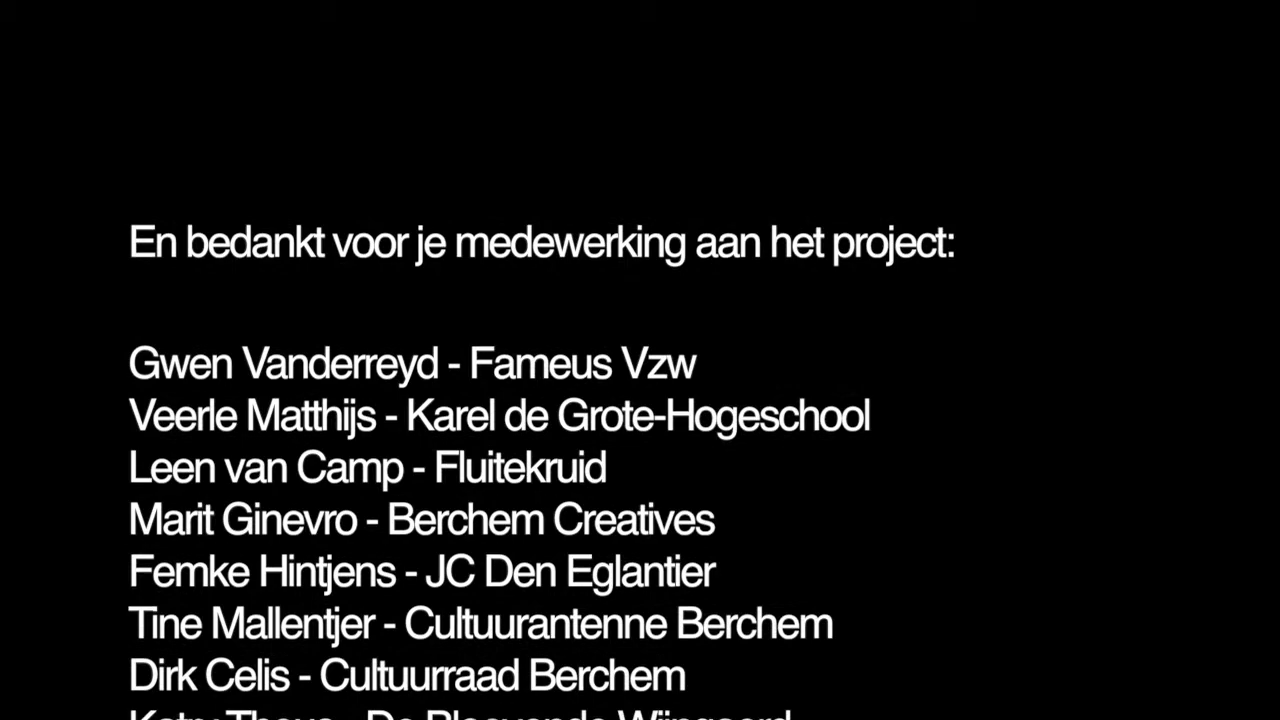 En bedankt voor je medewerking aan het project:
Gwen Vanderreyd - Fameus Vzw
Veerle Matthijs - Karel de Grote-Hogeschool
Leen van Camp - Fluitekruid
Marit Ginevro - Berchem Creatives
Femke Hintjens - JC Den Eglantier
Tine Mallentjer - Cultuurantenne Berchem
Dirk Celis - Cultuurraad Berchem